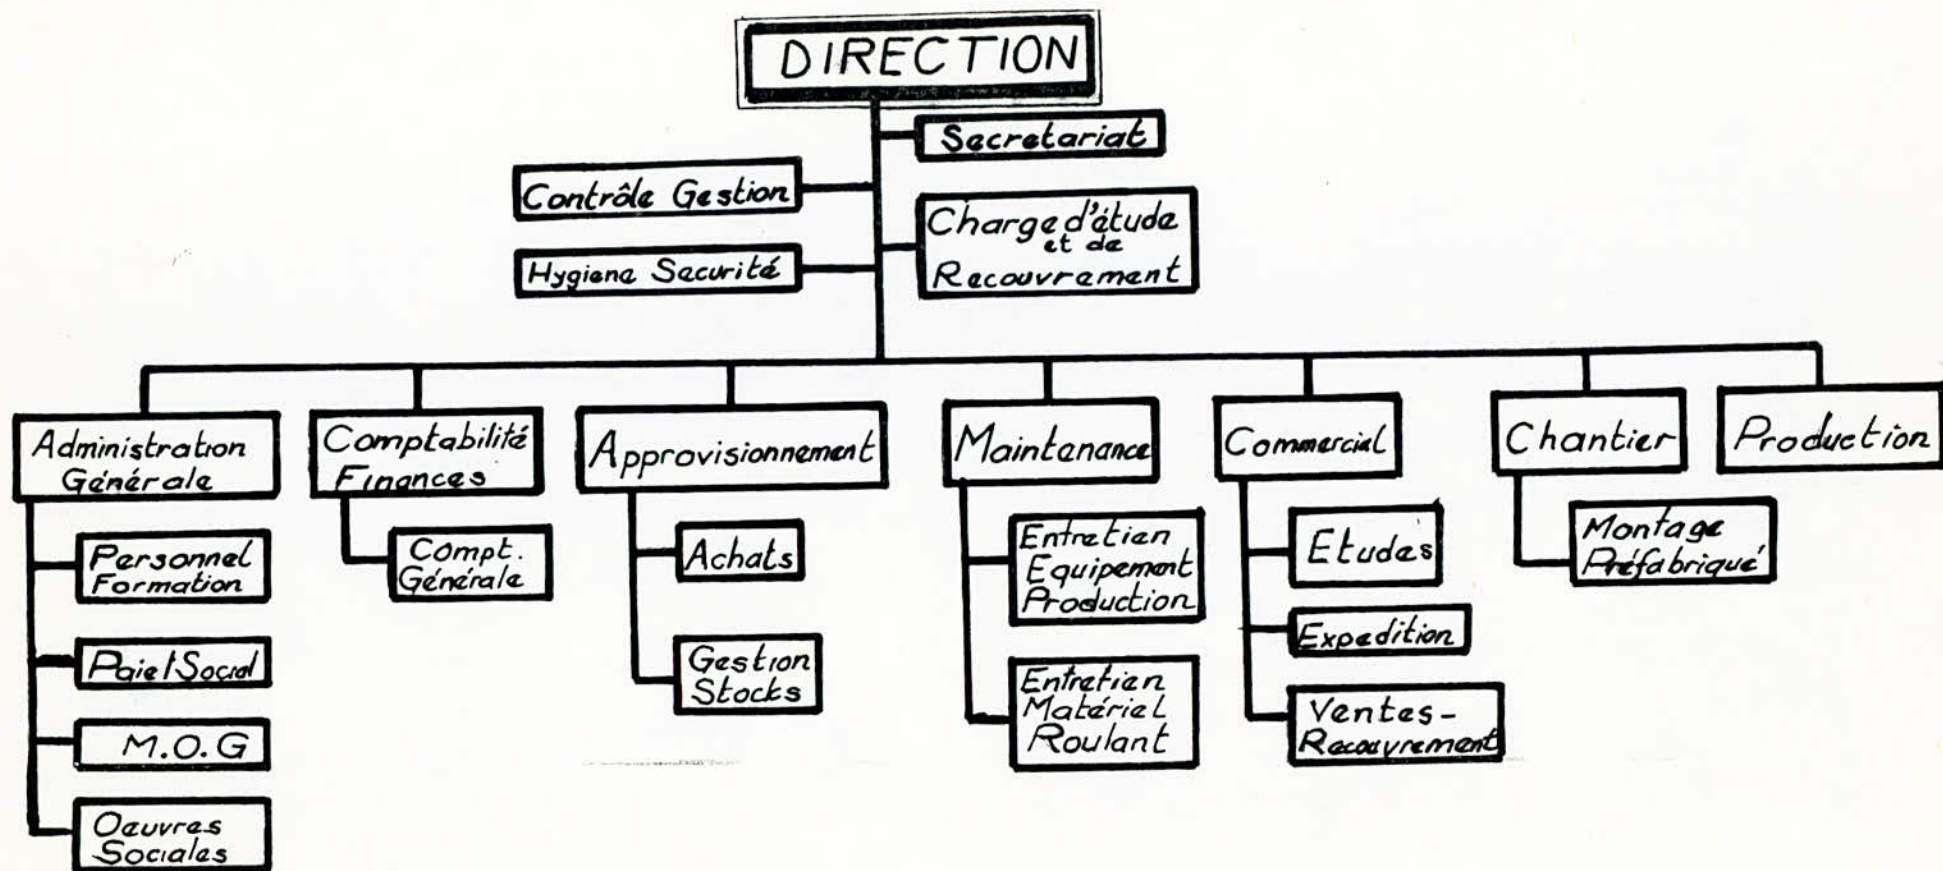 DIRECTION
Secretariat
Contrôle Gestion
Charge d'étude
et de
Recouvrement
Hygiene Securité
Administration
Générale
Personnel
Formation
Paie/Social
M.O.G
Oeuvres
Sociales
Comptabilité
Finances
Compt.
Générale
Approvisionnement
Achats
Gestion
Stocks
Maintenance
Entretien
Equipement
Production
Entretien
Matériel
Roulant
Commercial
Etudes
Expedition
Ventes-
Recouvrement
Chantier
Montage
Préfabriqué
Production